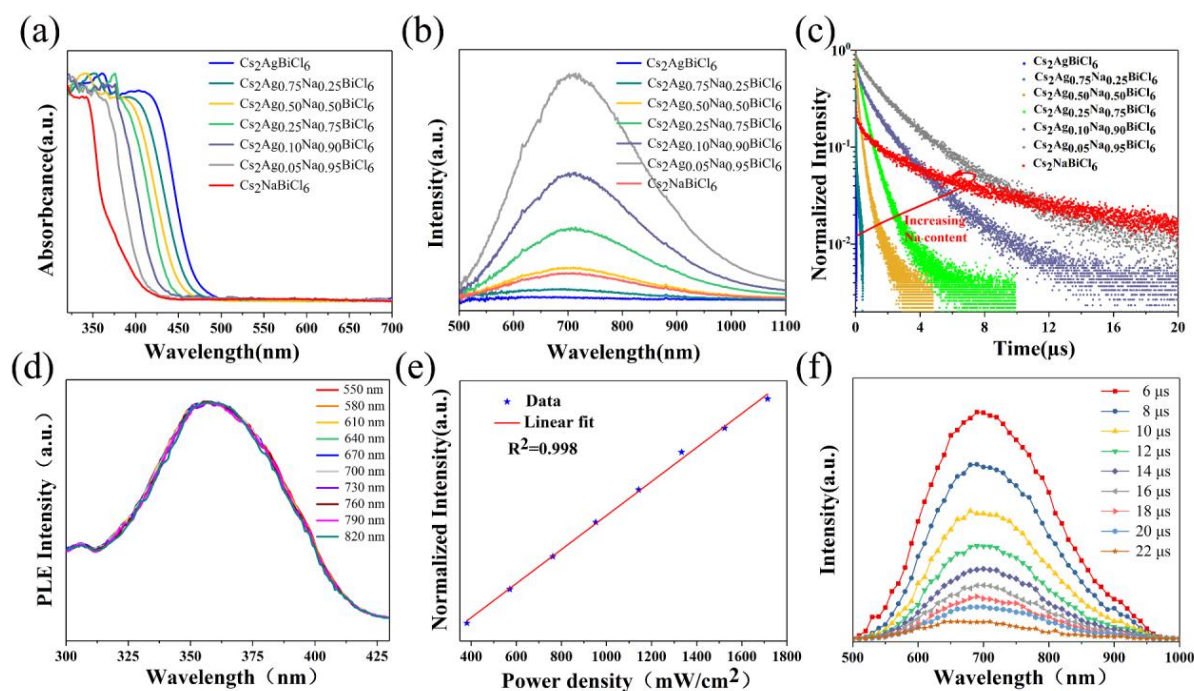 (a)
Cs2AgBiCl6
Cs2Ag0.75Na0.25BiCl6
Cs2Ag0.50Na0.50BiCl6
Cs2Ag0.25Na0.75BiCl6
Cs2Ag0.10Na0.90BiCl6
Cs2Ag0.05Na0.95BiCl6
Cs2NaBiCl6
Absorbance(a.u.)
350 400 450 500 550 600 650 700
Wavelength(nm)
(b)
Cs2AgBiCl6
Cs2Ag0.75Na0.25BiCl6
Cs2Ag0.50Na0.50BiCl6
Cs2Ag0.25Na0.75BiCl6
Cs2Ag0.10Na0.90BiCl6
Cs2Ag0.05Na0.95BiCl6
Cs2NaBiCl6
Intensity(a.u.)
500 600 700 800 900 1000 1100
Wavelength(nm)
(c)
10^0
10^-1
10^-2
Cs2AgBiCl6
Cs2Ag0.75Na0.25BiCl6
Cs2Ag0.50Na0.50BiCl6
Cs2Ag0.25Na0.75BiCl6
Cs2Ag0.10Na0.90BiCl6
Cs2Ag0.05Na0.95BiCl6
Cs2NaBiCl6
Increasing
Na content
Normalized Intensity
0 4 8 12 16 20
Time(μs)
(d)
550 nm
580 nm
610 nm
640 nm
670 nm
700 nm
730 nm
760 nm
790 nm
820 nm
PLE Intensity (a.u.)
300 325 350 375 400 425
Wavelength (nm)
(e)
Data
Linear fit
R2=0.998
Normalized Intensity(a.u.)
400 600 800 1000 1200 1400 1600 1800
Power density (mW/cm2)
(f)
6 μs
8 μs
10 μs
12 μs
14 μs
16 μs
18 μs
20 μs
22 μs
Intensity(a.u.)
500 600 700 800 900 1000
Wavelength (nm)